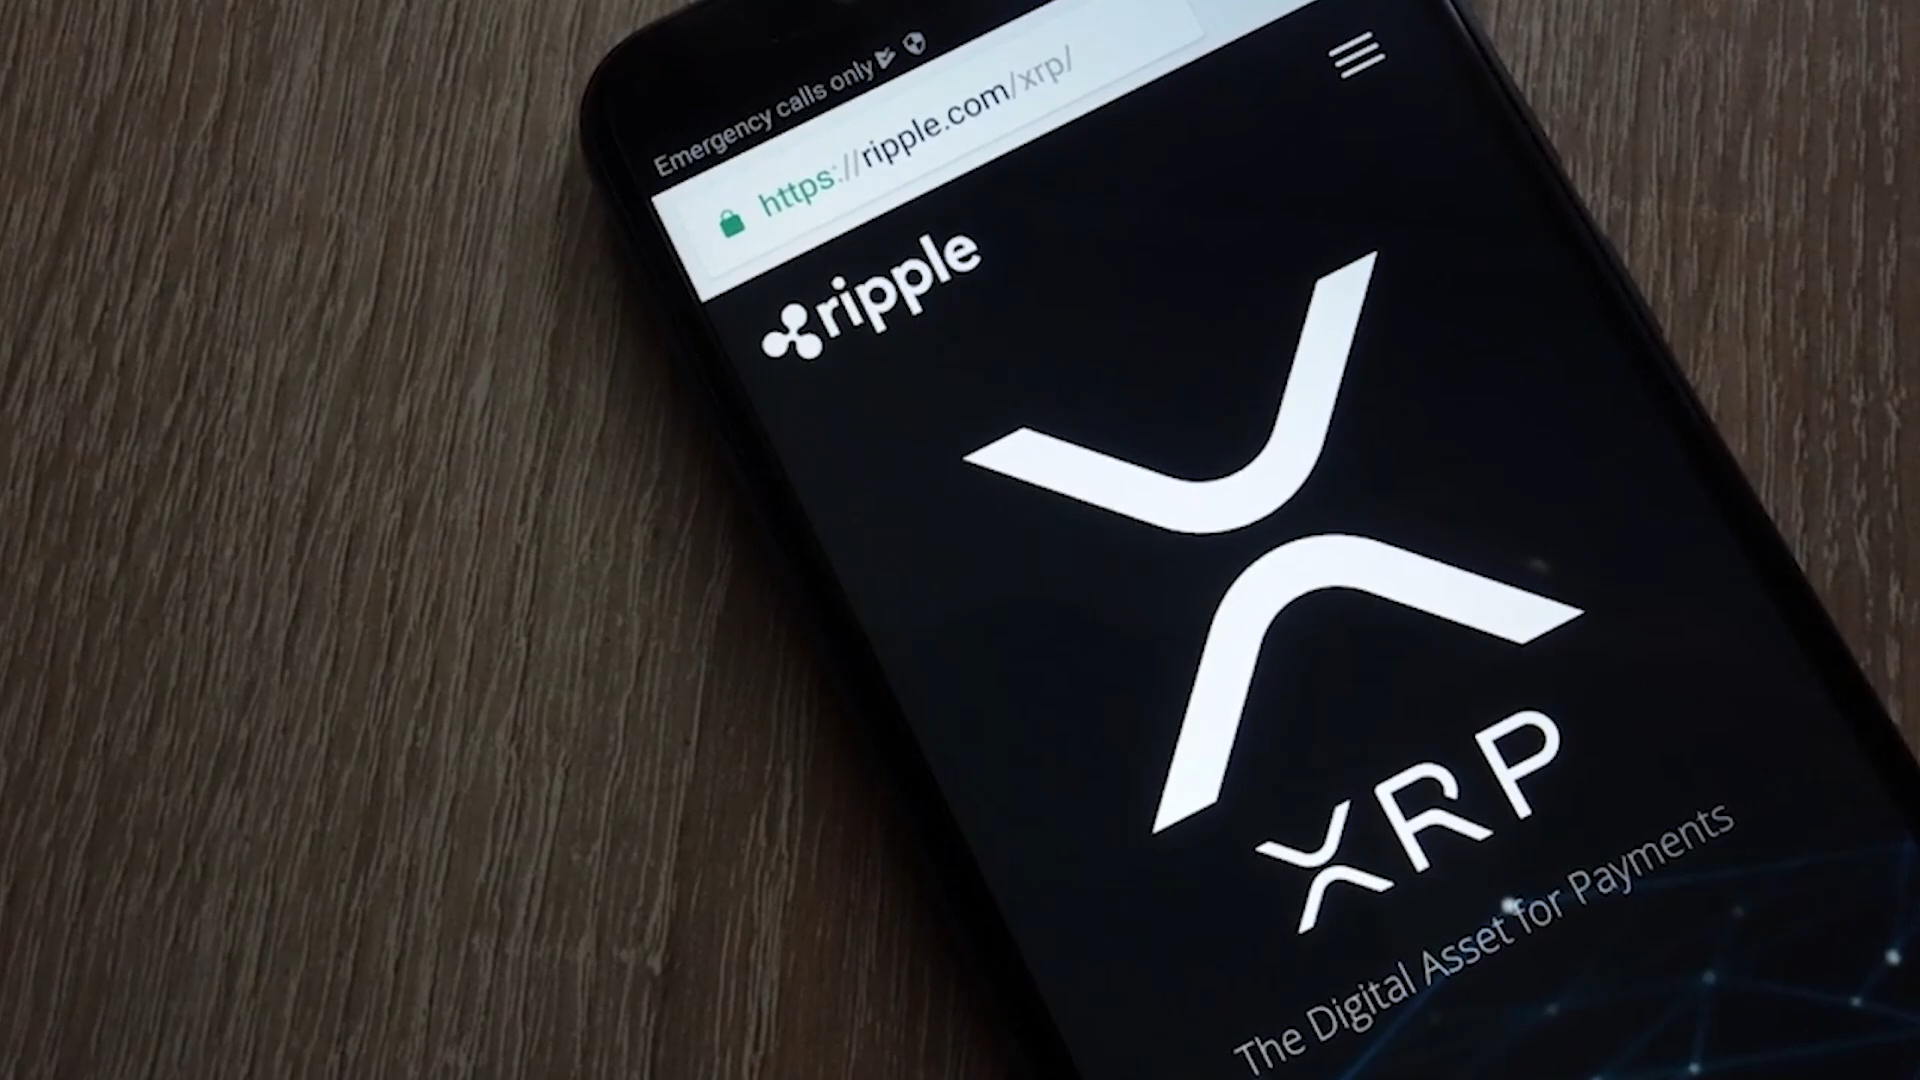 Emergency calls only
https://ripple.com/xrp/
ripple
XRP
The Digital Asset for Payments